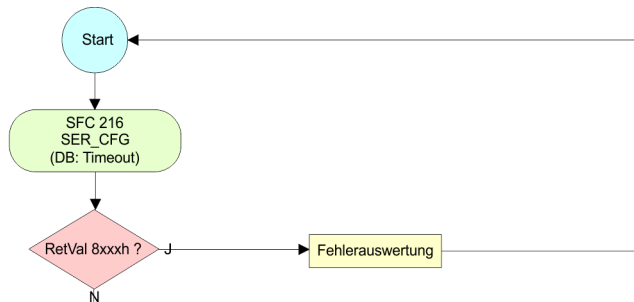 Start
SFC 216
SER_CFG
(DB: Timeout)
RetVal 8xxxh ?
J
Fehlerauswertung
N